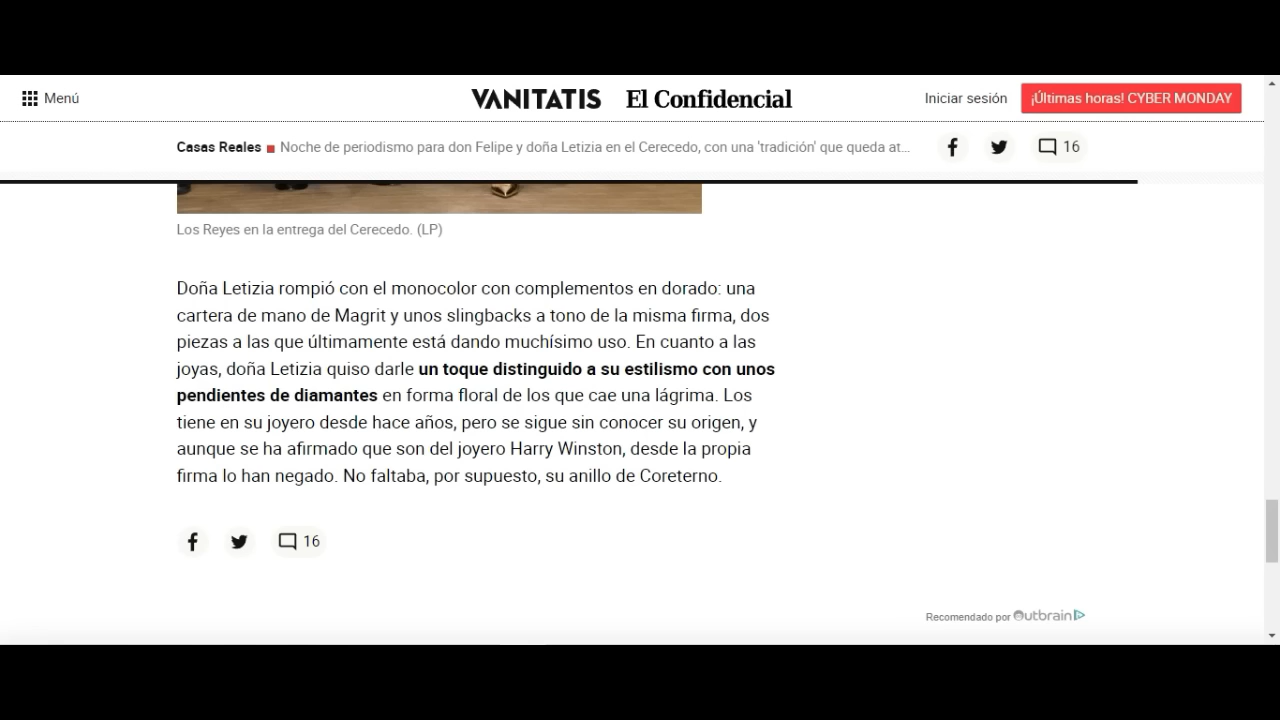 Menú
VANITATIS El Confidencial
Iniciar sesión
¡Últimas horas! CYBER MONDAY
Casas Reales Noche de periodismo para don Felipe y doña Letizia en el Cerecedo, con una 'tradición' que queda at...
16
Los Reyes en la entrega del Cerecedo. (LP)
Doña Letizia rompió con el monocolor con complementos en dorado: una
cartera de mano de Magrit y unos slingbacks a tono de la misma firma, dos
piezas a las que últimamente está dando muchísimo uso. En cuanto a las
joyas, doña Letizia quiso darle un toque distinguido a su estilismo con unos
pendientes de diamantes en forma floral de los que cae una lágrima. Los
tiene en su joyero desde hace años, pero se sigue sin conocer su origen, y
aunque se ha afirmado que son del joyero Harry Winston, desde la propia
firma lo han negado. No faltaba, por supuesto, su anillo de Coreterno.
16
Recomendado por Outbrain